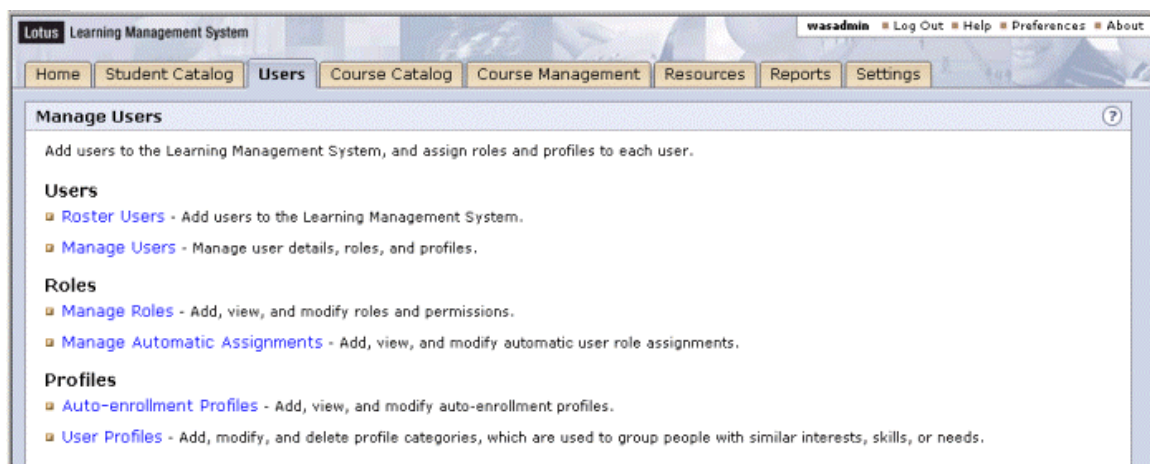 Lotus Learning Management System
wasadmin Log Out Help Preferences About
Home Student Catalog Users Course Catalog Course Management Resources Reports Settings
Manage Users ?
Add users to the Learning Management System, and assign roles and profiles to each user.
Users
Roster Users - Add users to the Learning Management System.
Manage Users - Manage user details, roles, and profiles.
Roles
Manage Roles - Add, view, and modify roles and permissions.
Manage Automatic Assignments - Add, view, and modify automatic user role assignments.
Profiles
Auto-enrollment Profiles - Add, view, and modify auto-enrollment profiles.
User Profiles - Add, modify, and delete profile categories, which are used to group people with similar interests, skills, or needs.